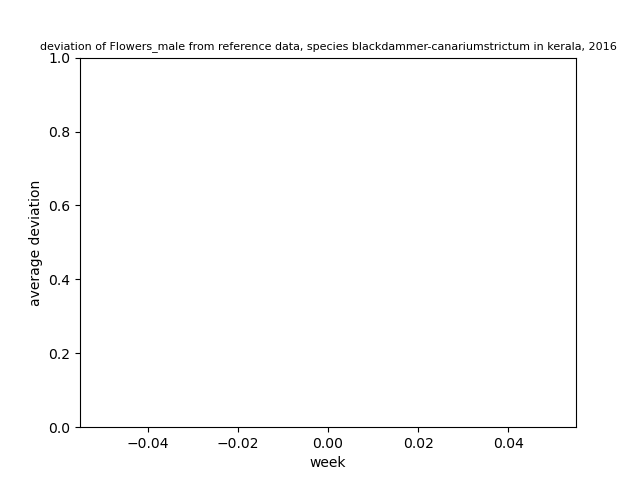 deviation of Flowers_male from reference data, species blackdammer-canariumstrictum in kerala, 2016
1.0
0.8
0.6
0.4
0.2
0.0
average deviation
−0.04 −0.02 0.00 0.02 0.04
week